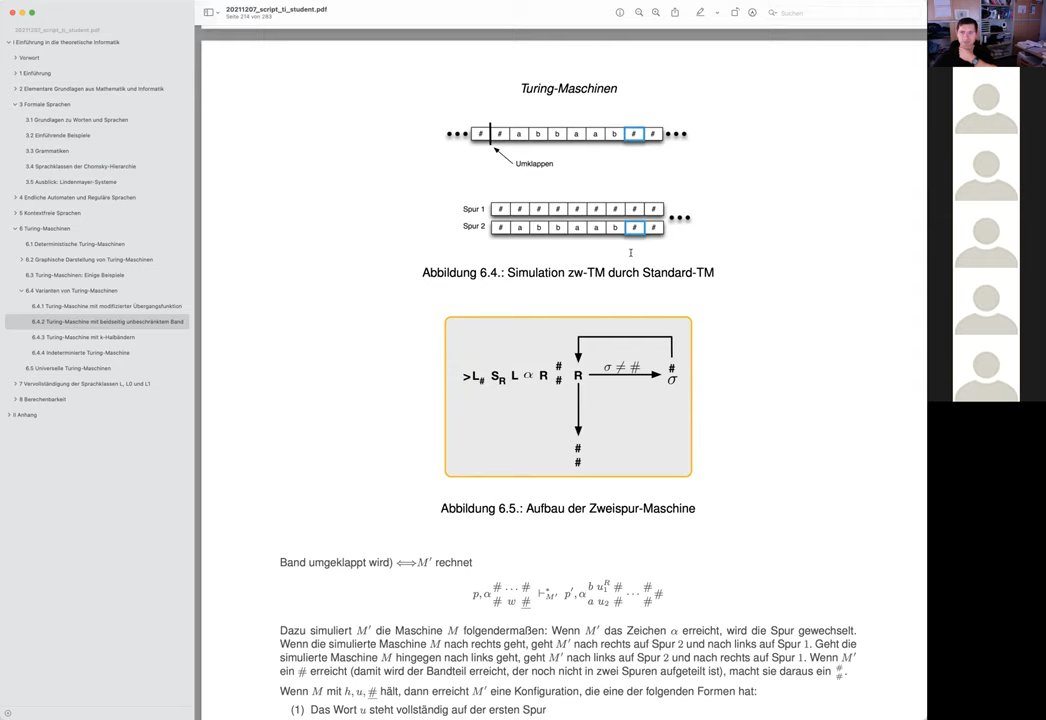 20211207_script_ti_student.pdf
I Einführung in die theoretische Informatik
Vorwort
1 Einführung
2 Elementare Grundlagen aus Mathematik und Informatik
3 Formale Sprachen
3.1 Grundlagen zu Worten und Sprachen
3.2 Einführende Beispiele
3.3 Grammatiken
3.4 Sprachklassen der Chomsky-Hierarchie
3.5 Ausblick: Lindenmayer-Systeme
4 Endliche Automaten und Reguläre Sprachen
5 Kontextfreie Sprachen
6 Turing-Maschinen
6.1 Deterministische Turing-Maschinen
6.2 Graphische Darstellung von Turing-Maschinen
6.3 Turing-Maschinen: Einige Beispiele
6.4 Varianten von Turing-Maschinen
6.4.1 Turing-Maschine mit modifizierter Übergangsfunktion
6.4.2 Turing-Maschine mit beidseitig unbeschränktem Band
6.4.3 Turing-Maschine mit k-Halbändern
6.4.4 Indeterminierte Turing-Maschine
6.5 Universelle Turing-Maschinen
7 Vervollständigung der Sprachklassen L, L0 und L1
8 Berechenbarkeit
II Anhang
20211207_script_ti_student.pdf
Seite 214 von 283
Suchen
Turing-Maschinen
# # a b b a a b # #
Umklappen
Spur 1 # # # # # # # # #
Spur 2 # a b b a a b # #
Abbildung 6.4.: Simulation zw-TM durch Standard-TM
σ ≠ #
# #
>L# SR L α R # R σ
#
#
Abbildung 6.5.: Aufbau der Zweispur-Maschine
Band umgeklappt wird) ⟺ M′ rechnet
# … # b u₁ᴿ # #
p, α ⊢*M′ p′, α ⋯ #
# w # a u₂ # #
Dazu simuliert M′ die Maschine M folgendermaßen: Wenn M′ das Zeichen α erreicht, wird die Spur gewechselt.
Wenn die simulierte Maschine M nach rechts geht, geht M′ nach rechts auf Spur 2 und nach links auf Spur 1. Geht die
simulierte Maschine M hingegen nach links geht, geht M′ nach links auf Spur 2 und nach rechts auf Spur 1. Wenn M′
ein # erreicht (damit wird der Bandteil erreicht, der noch nicht in zwei Spuren aufgeteilt ist), macht sie daraus ein # #.
Wenn M mit h, u, # hält, dann erreicht M′ eine Konfiguration, die eine der folgenden Formen hat:
(1) Das Wort u steht vollständig auf der ersten Spur